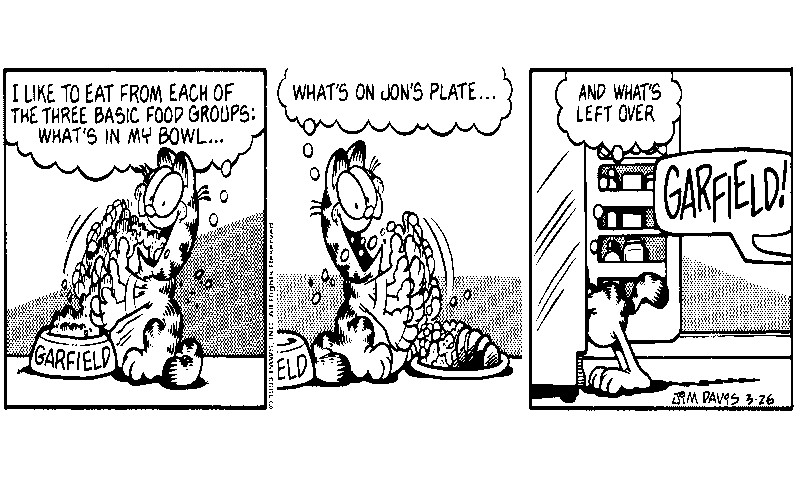 I LIKE TO EAT FROM EACH OF
THE THREE BASIC FOOD GROUPS:
WHAT'S IN MY BOWL...
GARFIELD
WHAT'S ON JON'S PLATE...
ELD
AND WHAT'S
LEFT OVER
GARFIELD!
JIM DAVIS 3-26